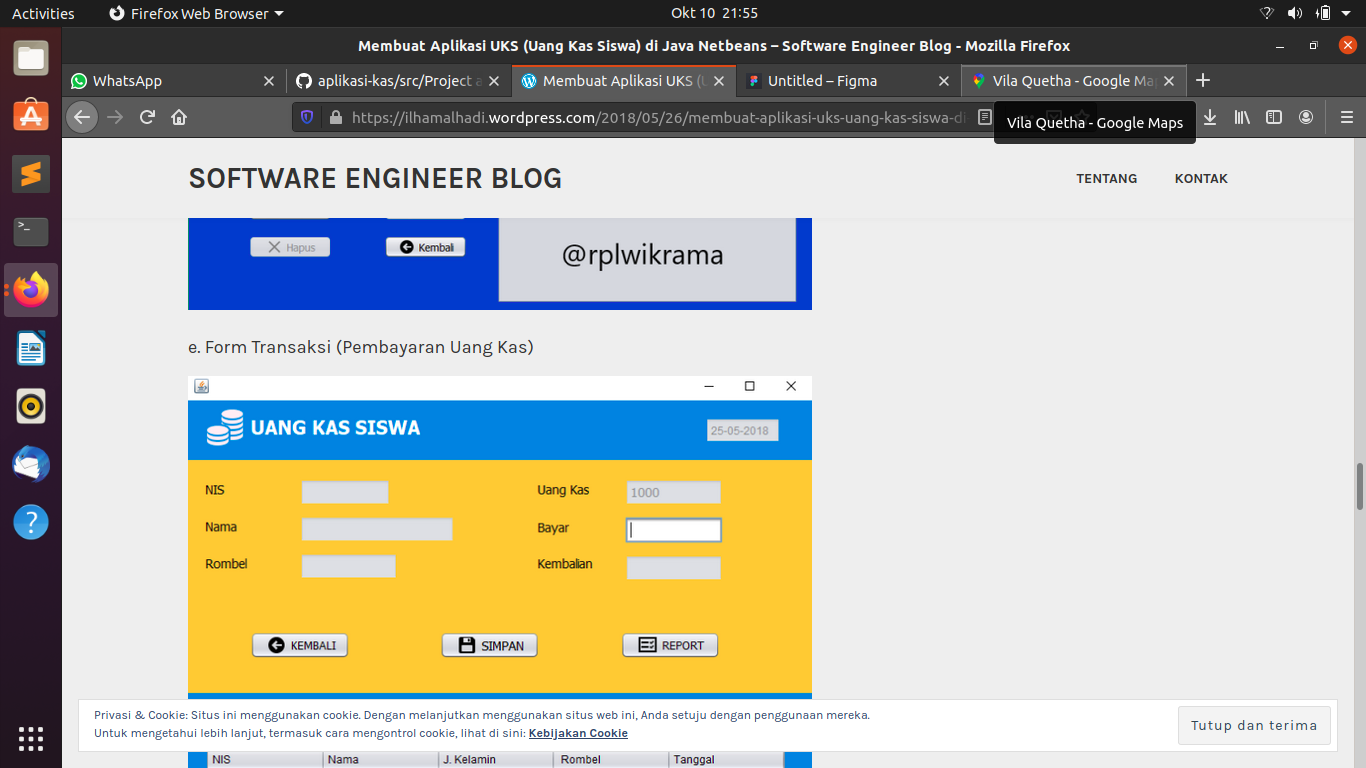 Activities
Firefox Web Browser
Okt 10 21:55
Membuat Aplikasi UKS (Uang Kas Siswa) di Java Netbeans – Software Engineer Blog - Mozilla Firefox
WhatsApp
aplikasi-kas/src/Project a
Membuat Aplikasi UKS (U
Untitled – Figma
Vila Quetha - Google Ma
https://ilhamalhadi.wordpress.com/2018/05/26/membuat-aplikasi-uks-uang-kas-siswa-di
Vila Quetha - Google Maps
SOFTWARE ENGINEER BLOG
TENTANG
KONTAK
Hapus
Kembali
@rplwikrama
e. Form Transaksi (Pembayaran Uang Kas)
UANG KAS SISWA
25-05-2018
NIS
Uang Kas
1000
Nama
Bayar
Rombel
Kembalian
KEMBALI
SIMPAN
REPORT
Privasi & Cookie: Situs ini menggunakan cookie. Dengan melanjutkan menggunakan situs web ini, Anda setuju dengan penggunaan mereka.
Untuk mengetahui lebih lanjut, termasuk cara mengontrol cookie, lihat di sini: Kebijakan Cookie
Tutup dan terima
NIS
Nama
J. Kelamin
Rombel
Tanggal